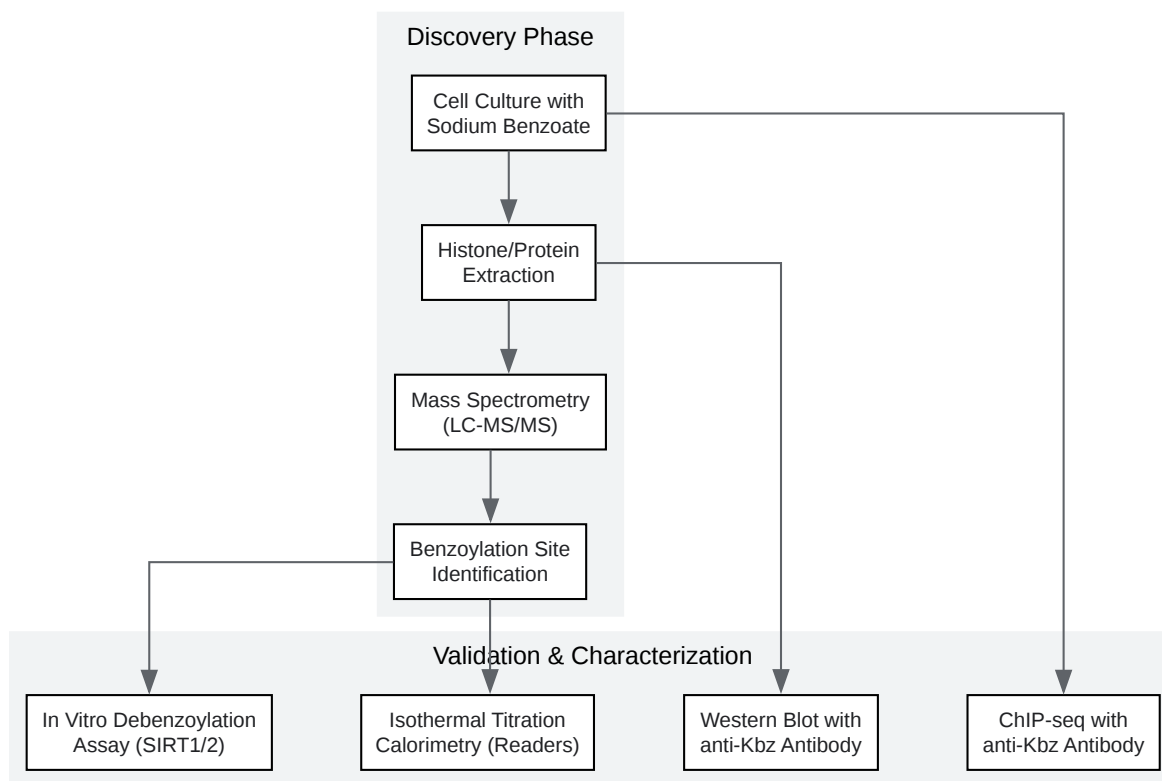 Discovery Phase
Cell Culture with
Sodium Benzoate
Histone/Protein
Extraction
Mass Spectrometry
(LC-MS/MS)
Benzoylation Site
Identification
Validation & Characterization
In Vitro Debenzoylation
Assay (SIRT1/2)
Isothermal Titration
Calorimetry (Readers)
Western Blot with
anti-Kbz Antibody
ChIP-seq with
anti-Kbz Antibody